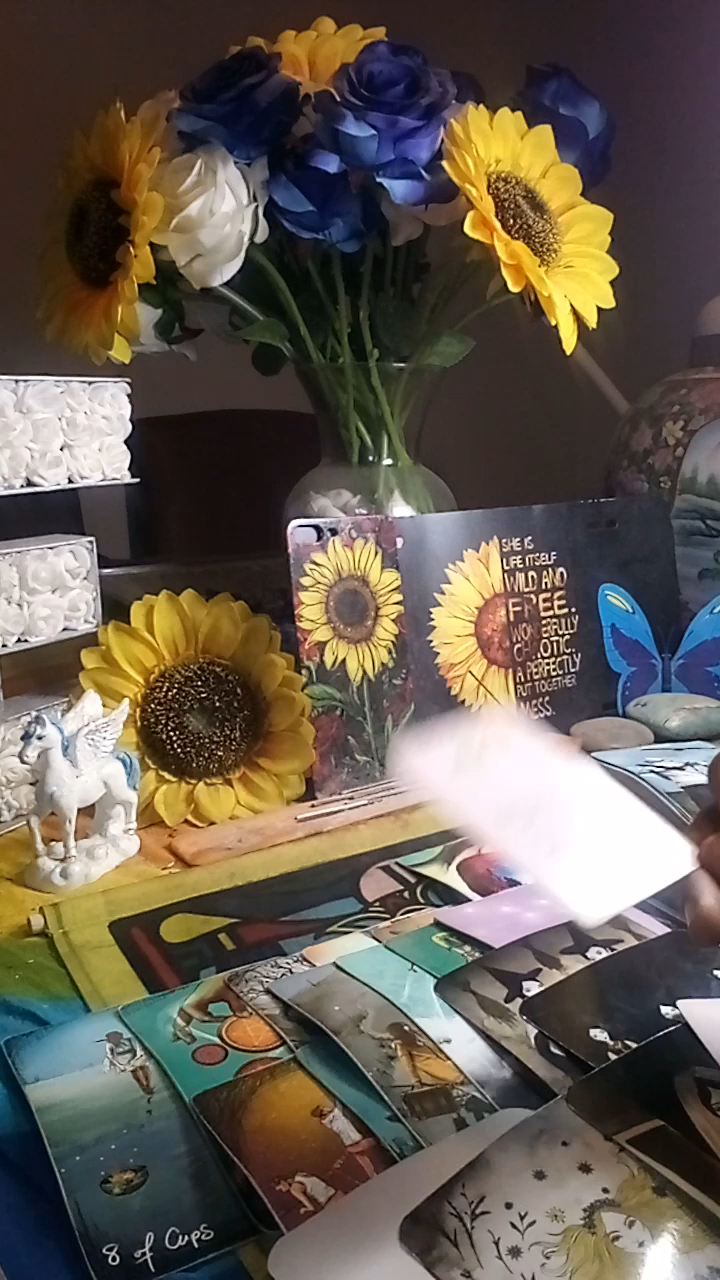 SHE IS
LIFE ITSELF
WILD AND
FREE.
WONDERFULLY
CHAOTIC.
A PERFECTLY
PUT TOGETHER
MESS.
8 of Cups